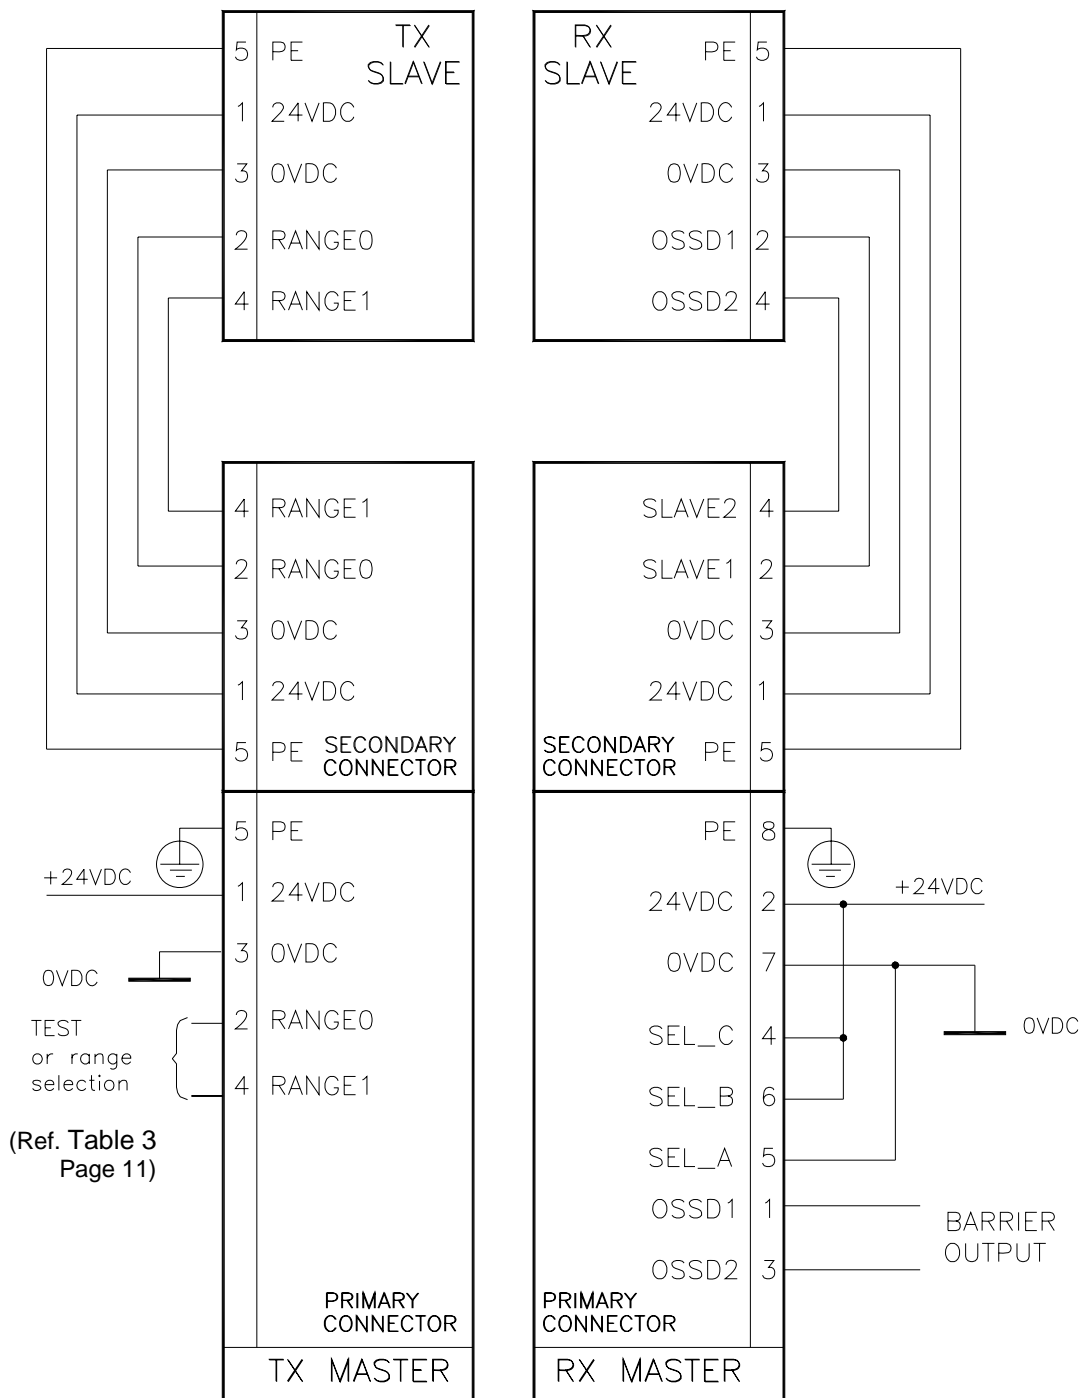 TX
SLAVE
5 PE
1 24VDC
3 0VDC
2 RANGE0
4 RANGE1
RX
SLAVE
PE 5
24VDC 1
0VDC 3
OSSD1 2
OSSD2 4
4 RANGE1
2 RANGE0
3 0VDC
1 24VDC
5 PE
SECONDARY
CONNECTOR
SLAVE2 4
SLAVE1 2
0VDC 3
24VDC 1
PE 5
SECONDARY
CONNECTOR
5 PE
+24VDC
1 24VDC
3 0VDC
0VDC
2 RANGE0
TEST
or range
selection
4 RANGE1
(Ref. Table 3
Page 11)
PRIMARY
CONNECTOR
TX MASTER
PE 8
+24VDC
24VDC 2
0VDC 7
0VDC
SEL_C 4
SEL_B 6
SEL_A 5
OSSD1 1
BARRIER
OUTPUT
OSSD2 3
PRIMARY
CONNECTOR
RX MASTER